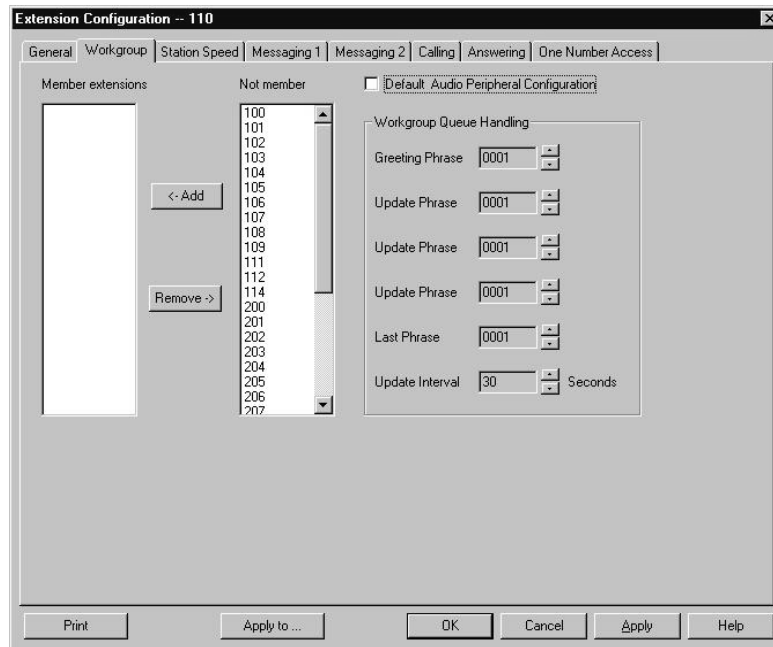 Extension Configuration -- 110
General Workgroup Station Speed Messaging 1 Messaging 2 Calling Answering One Number Access
Member extensions
Not member
Default Audio Peripheral Configuration
100
101
102
103
104
105
106
107
108
109
111
112
114
200
201
202
203
204
205
206
207
<- Add
Remove ->
Workgroup Queue Handling
Greeting Phrase 0001
Update Phrase 0001
Update Phrase 0001
Update Phrase 0001
Last Phrase 0001
Update Interval 30 Seconds
Print Apply to ... OK Cancel Apply Help